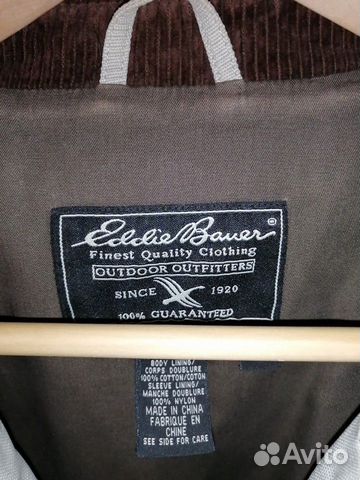 Eddie Bauer®
Finest Quality Clothing
OUTDOOR OUTFITTERS
SINCE 1920
100% GUARANTEED
BODY LINING/
CORPS DOUBLURE
100% COTTON/COTON
SLEEVE LINING/
MANCHE DOUBLURE
100% NYLON
MADE IN CHINA
FABRIQUE EN
CHINE
SEE SIDE FOR CARE
Avito